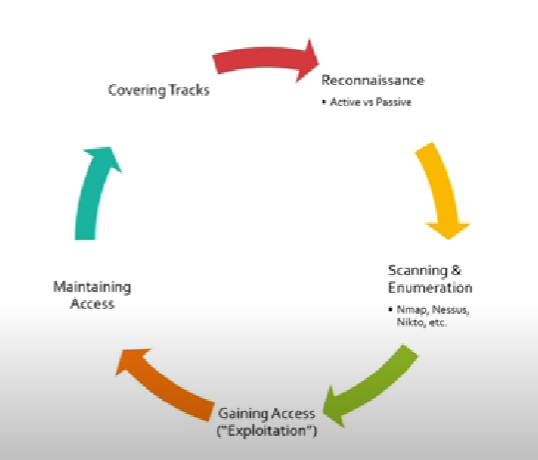 Covering Tracks
Reconnaissance
• Active vs Passive
Scanning &
Enumeration
• Nmap, Nessus,
Nikto, etc.
Gaining Access
("Exploitation")
Maintaining
Access